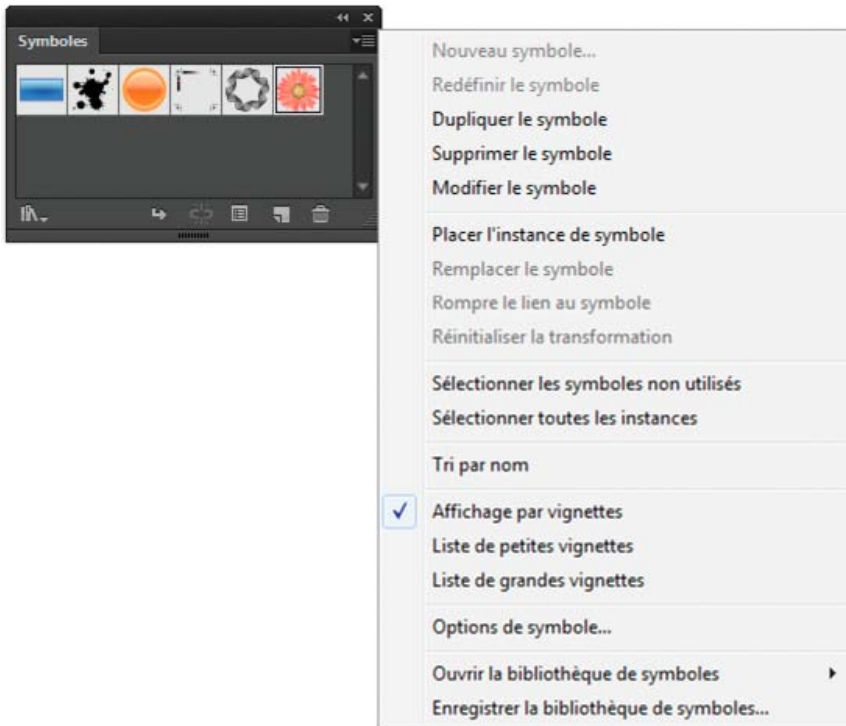 Symboles
Nouveau symbole...
Redéfinir le symbole
Dupliquer le symbole
Supprimer le symbole
Modifier le symbole
Placer l'instance de symbole
Remplacer le symbole
Rompre le lien au symbole
Réinitialiser la transformation
Sélectionner les symboles non utilisés
Sélectionner toutes les instances
Tri par nom
Affichage par vignettes
Liste de petites vignettes
Liste de grandes vignettes
Options de symbole...
Ouvrir la bibliothèque de symboles
Enregistrer la bibliothèque de symboles...